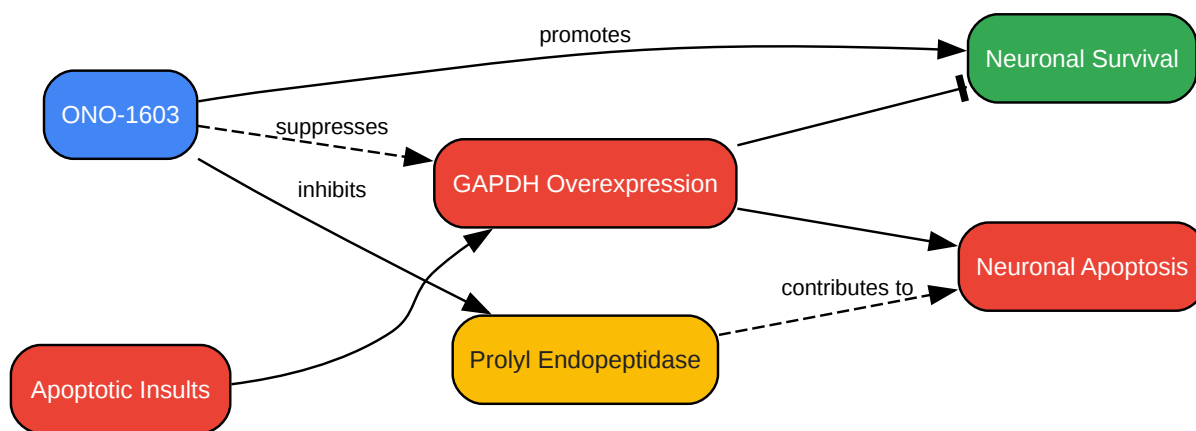 promotes
Neuronal Survival
ONO-1603
suppresses
GAPDH Overexpression
inhibits
Neuronal Apoptosis
contributes to
Prolyl Endopeptidase
Apoptotic Insults